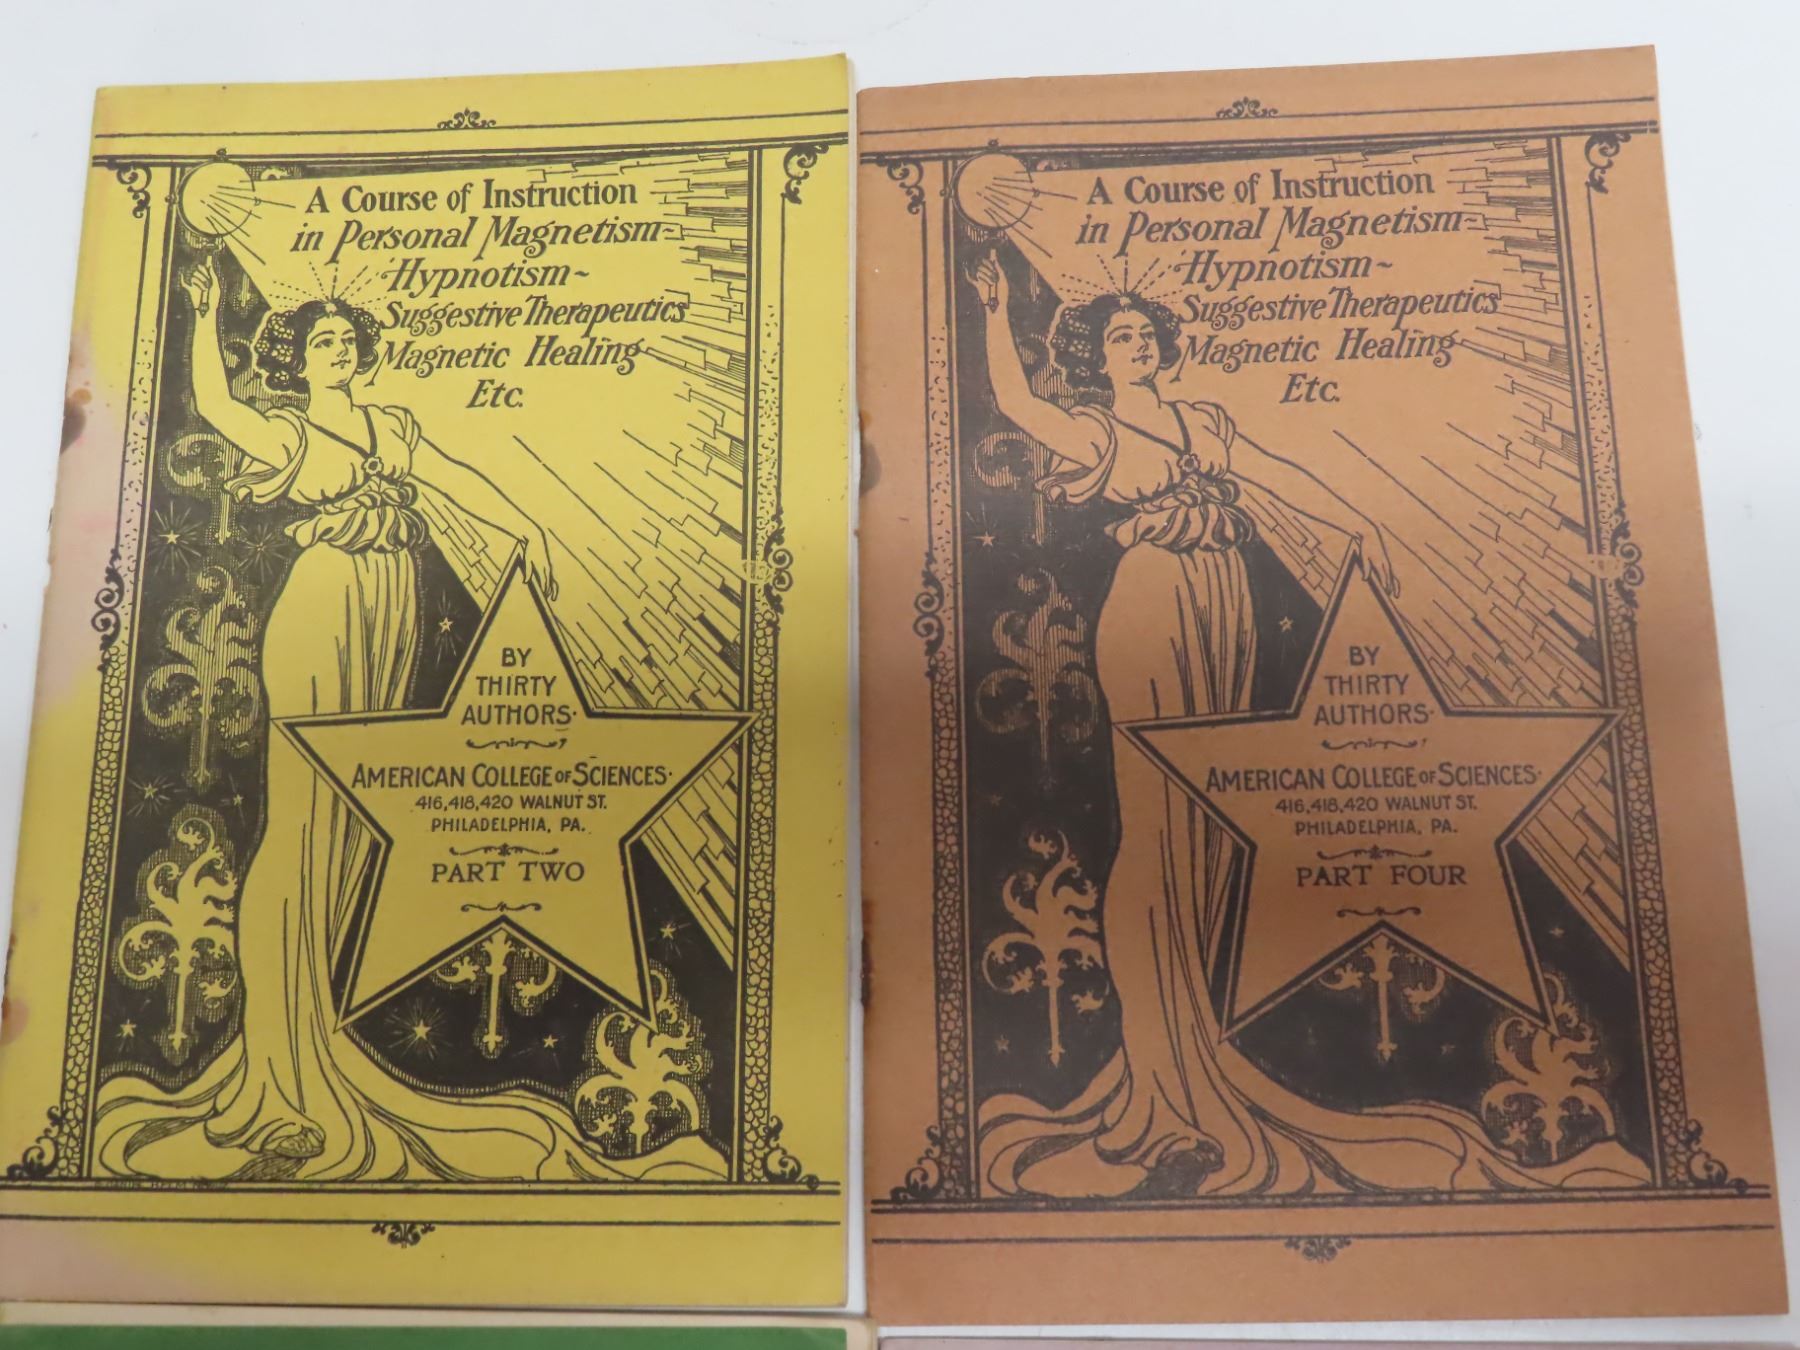 A Course of Instruction
in Personal Magnetism~
Hypnotism~
Suggestive Therapeutics
Magnetic Healing
Etc.
BY
THIRTY
AUTHORS.
AMERICAN COLLEGE OF SCIENCES.
416,418,420 WALNUT ST.
PHILADELPHIA, PA.
PART TWO
A Course of Instruction
in Personal Magnetism~
Hypnotism~
Suggestive Therapeutics
Magnetic Healing
Etc.
BY
THIRTY
AUTHORS.
AMERICAN COLLEGE OF SCIENCES.
416,418,420 WALNUT ST.
PHILADELPHIA, PA.
PART FOUR